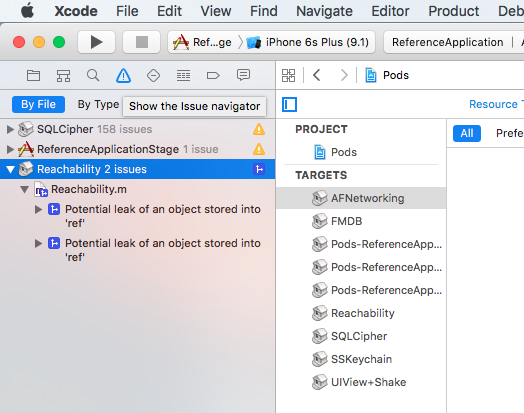 Xcode File Edit View Find Navigate Editor Product Deb
Ref...ge iPhone 6s Plus (9.1) ReferenceApplication
Pods
By File By Type
Show the Issue navigator
Resource T
SQLCipher 158 issues
ReferenceApplicationStage 1 issue
Reachability 2 issues
Reachability.m
Potential leak of an object stored into
'ref'
Potential leak of an object stored into
'ref'
PROJECT
Pods
TARGETS
AFNetworking
FMDB
Pods-ReferenceApp...
Pods-ReferenceApp...
Pods-ReferenceApp...
Reachability
SQLCipher
SSKeychain
UIView+Shake
All Prefe